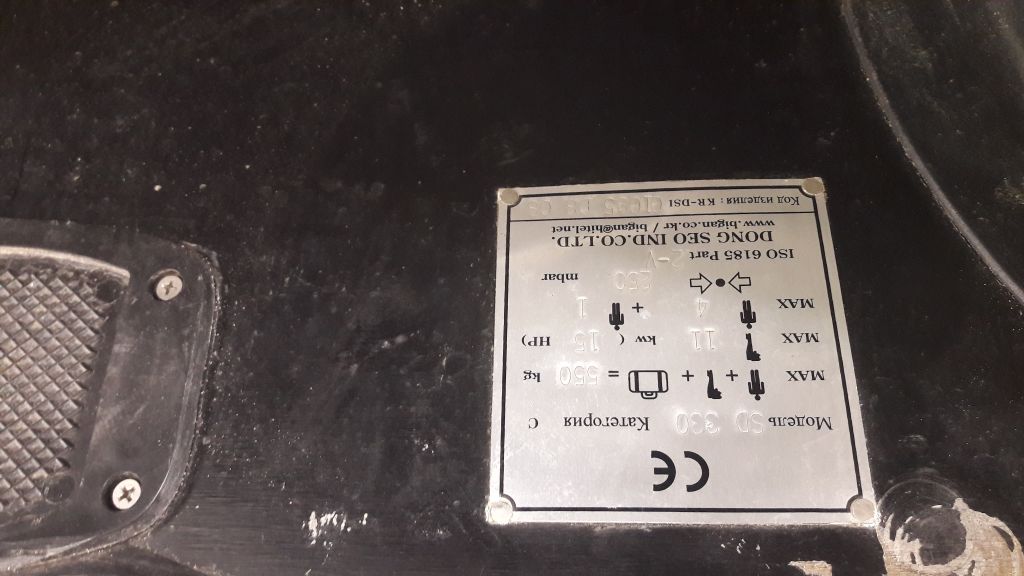 CE
Модель SD 330 Категория C
MAX + + = 550 kg
MAX 11 kw ( 15 HP)
MAX 4 + 1
250 mbar
ISO 6185 Part 2-V
DONG SEO IND.CO.LTD.
www.bigan.co.kr / bigan@hitel.net
Код изделия : KR-DSI